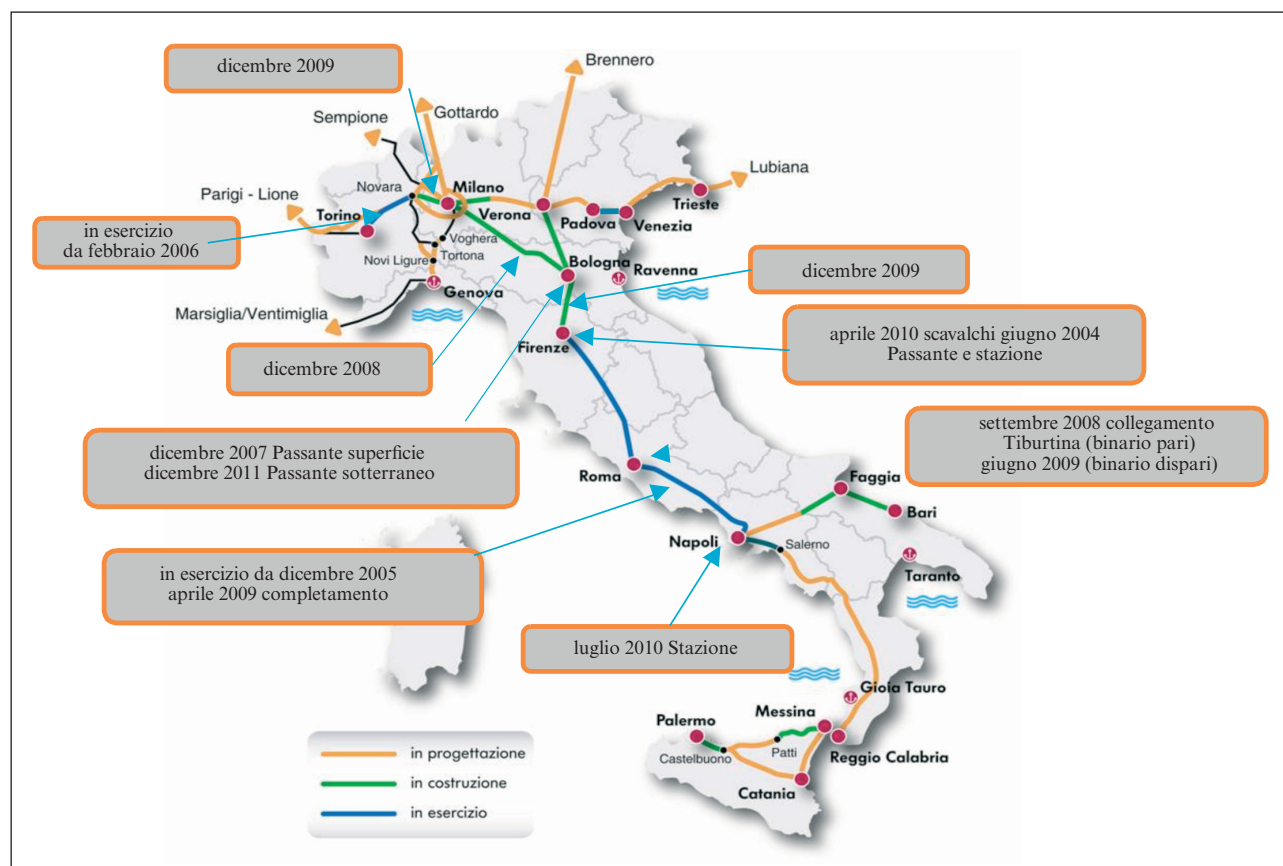 dicembre 2009
Brennero
Gottardo
Sempione
Lubiana
Parigi - Lione
Novara
Milano
Torino
Verona
Padova
Venezia
Trieste
in esercizio
da febbraio 2006
Voghera
Tortona
Novi Ligure
Genova
Bologna
Ravenna
dicembre 2009
Marsiglia/Ventimiglia
Firenze
aprile 2010 scavalchi giugno 2004
Passante e stazione
dicembre 2008
settembre 2008 collegamento
Tiburtina (binario pari)
giugno 2009 (binario dispari)
dicembre 2007 Passante superficie
dicembre 2011 Passante sotterraneo
Roma
Faggia
Bari
Napoli
Salerno
Taranto
in esercizio da dicembre 2005
aprile 2009 completamento
luglio 2010 Stazione
Gioia Tauro
Messina
Palermo
Reggio Calabria
Castelbuono
Patti
Catania
in progettazione
in costruzione
in esercizio